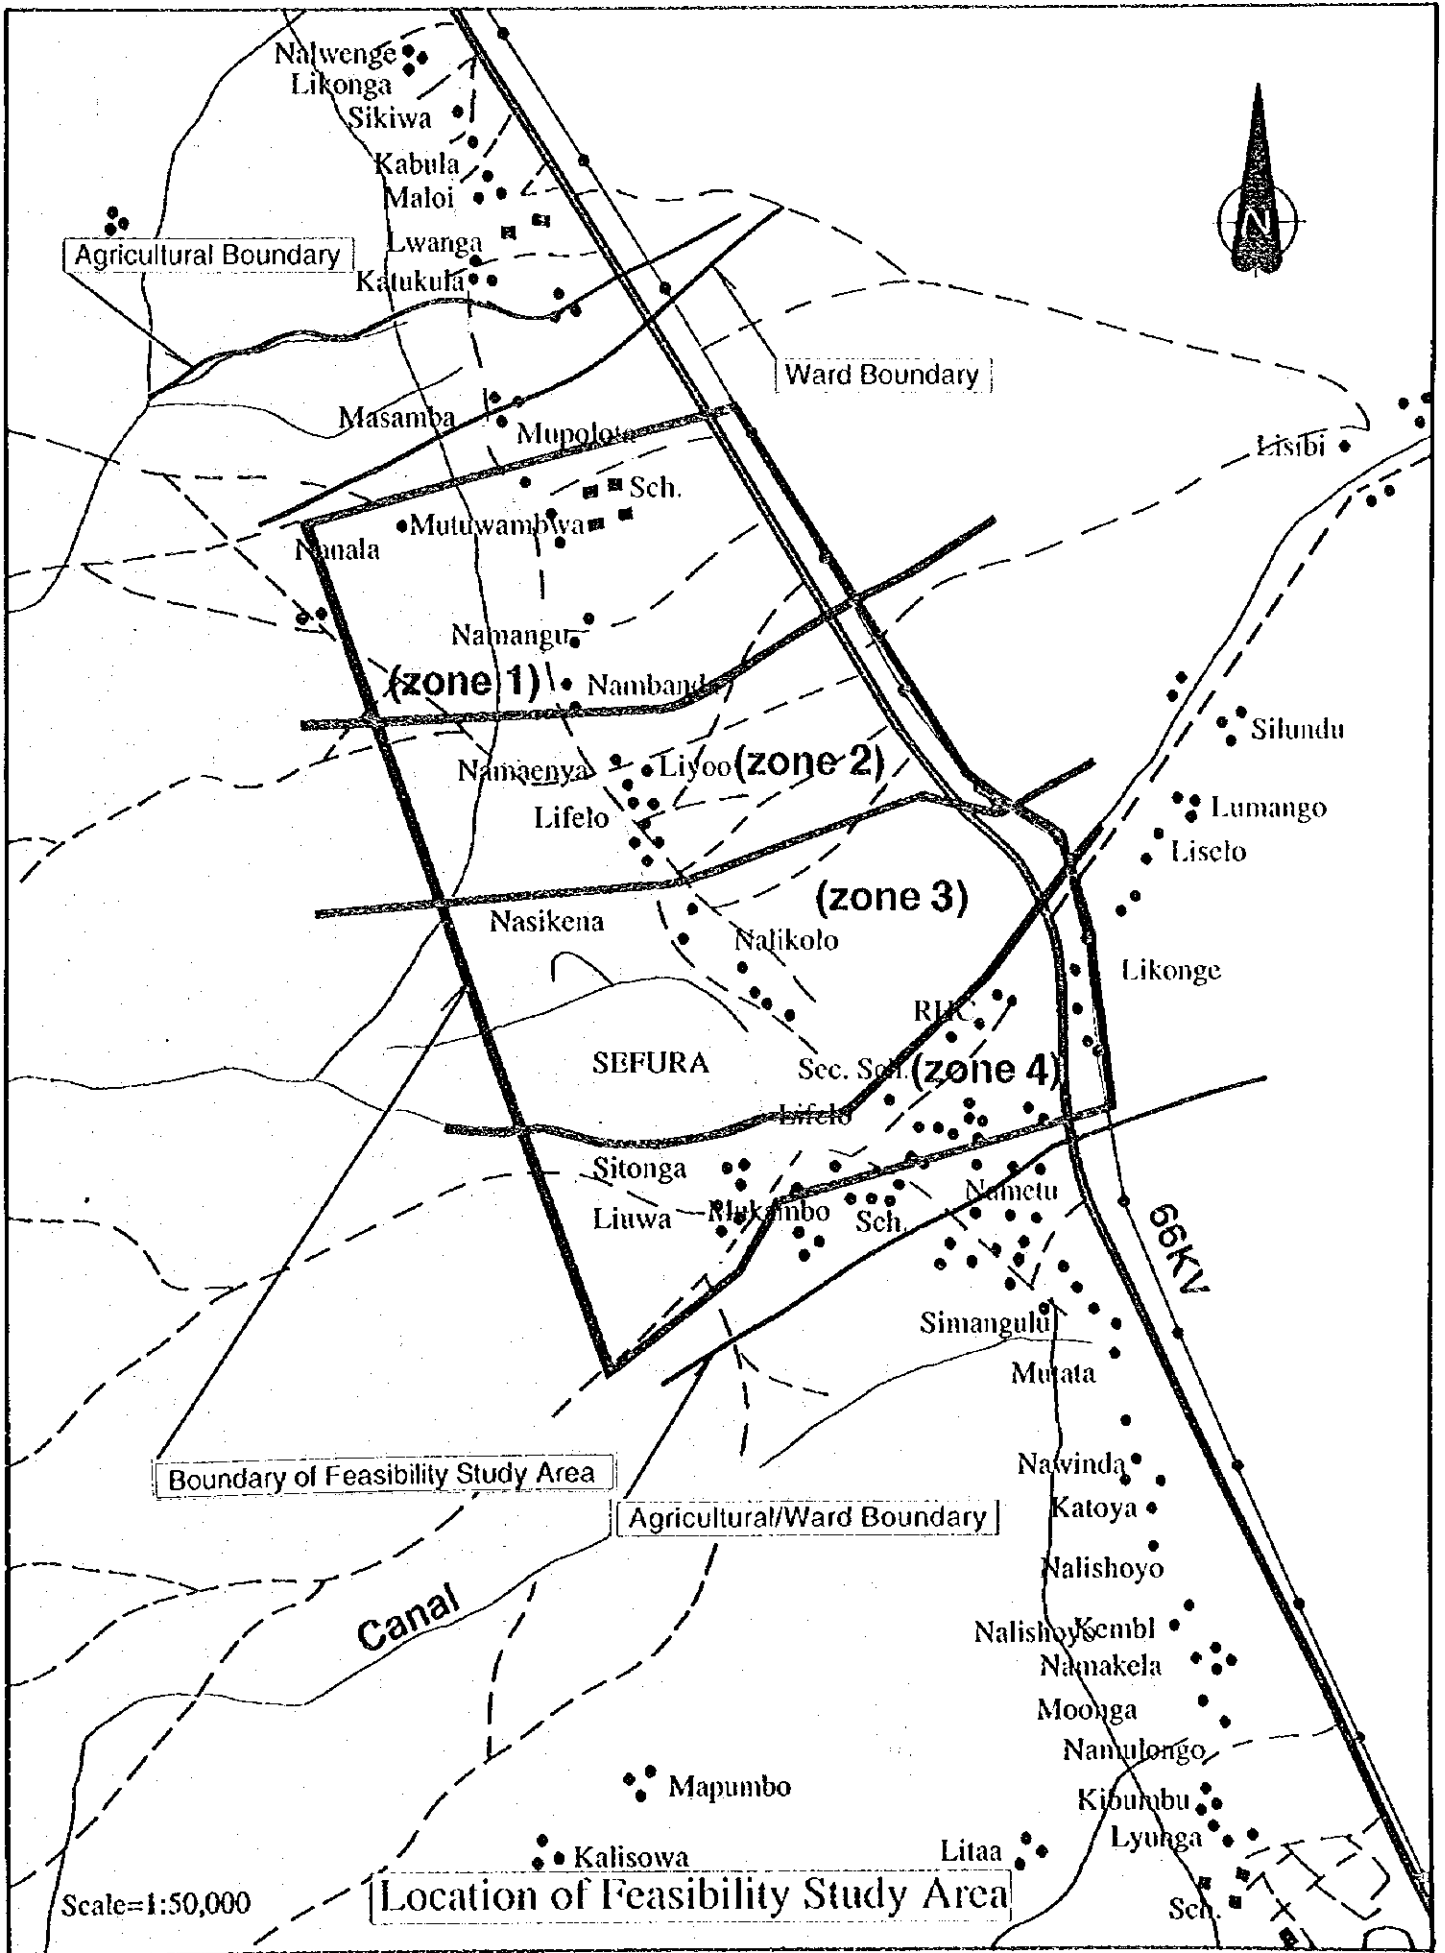 Nalwenge
Likonga
Sikiwa
Kabula
Maloi
Lwanga
Katukula
Agricultural Boundary
N
Ward Boundary
Masamba
Mupolota
Lisibi
Sch.
Mutuwambwa
Nanala
Namangu
(zone 1)
Nambanda
Silundu
Namaenya
Liyoo
(zone 2)
Lifelo
Lumango
Liselo
(zone 3)
Nasikena
Nalikolo
Likonge
RHC
SEFURA
Sec. Sch.
(zone 4)
Lifelo
Sitonga
Nametu
Liuwa
Mukambo
Sch.
66KV
Simangulu
Mutata
Boundary of Feasibility Study Area
Nawinda
Agricultural/Ward Boundary
Katoya
Nalishoyo
Canal
Nalishoyo
Kembl
Namakela
Moonga
Namulongo
Mapumbo
Kibumbu
Lyunga
Litaa
Kalisowa
Scale=1:50,000
Location of Feasibility Study Area
Sch.